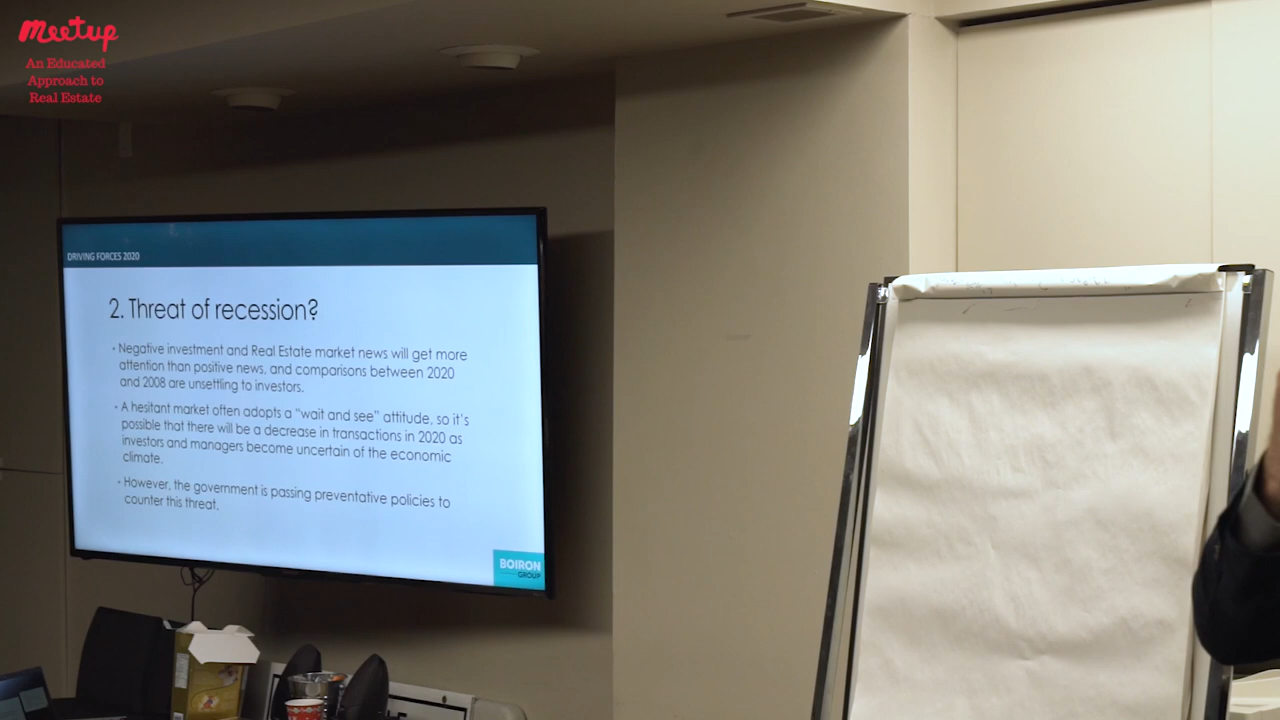 Meetup
An Educated
Approach to
Real Estate
DRIVING FORCES 2020
2. Threat of recession?
• Negative investment and Real Estate market news will get more
attention than positive news, and comparisons between 2020
and 2008 are unsettling to investors.
• A hesitant market often adopts a "wait and see" attitude, so it's
possible that there will be a decrease in transactions in 2020 as
investors and managers become uncertain of the economic
climate.
• However, the government is passing preventative policies to
counter this threat.
BOIRON
GROUP